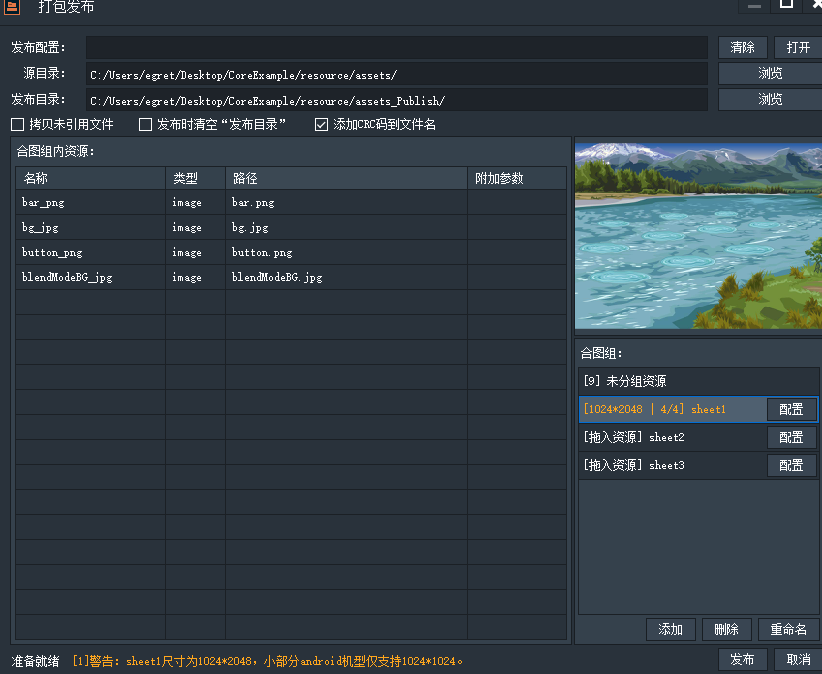 打包发布
发布配置: 清除 打开
源目录: C:/Users/egret/Desktop/CoreExample/resource/assets/ 浏览
发布目录: C:/Users/egret/Desktop/CoreExample/resource/assets_Publish/ 浏览
拷贝未引用文件 发布时清空“发布目录” 添加CRC码到文件名
合图组内资源:
名称 类型 路径 附加参数
bar_png image bar.png
bg_jpg image bg.jpg
button_png image button.png
blendModeBG_jpg image blendModeBG.jpg
合图组:
[9] 未分组资源
[1024*2048 | 4/4] sheet1 配置
[拖入资源] sheet2 配置
[拖入资源] sheet3 配置
添加 删除 重命名
准备就绪 [1]警告: sheet1尺寸为1024*2048, 小部分android机型仅支持1024*1024。 发布 取消